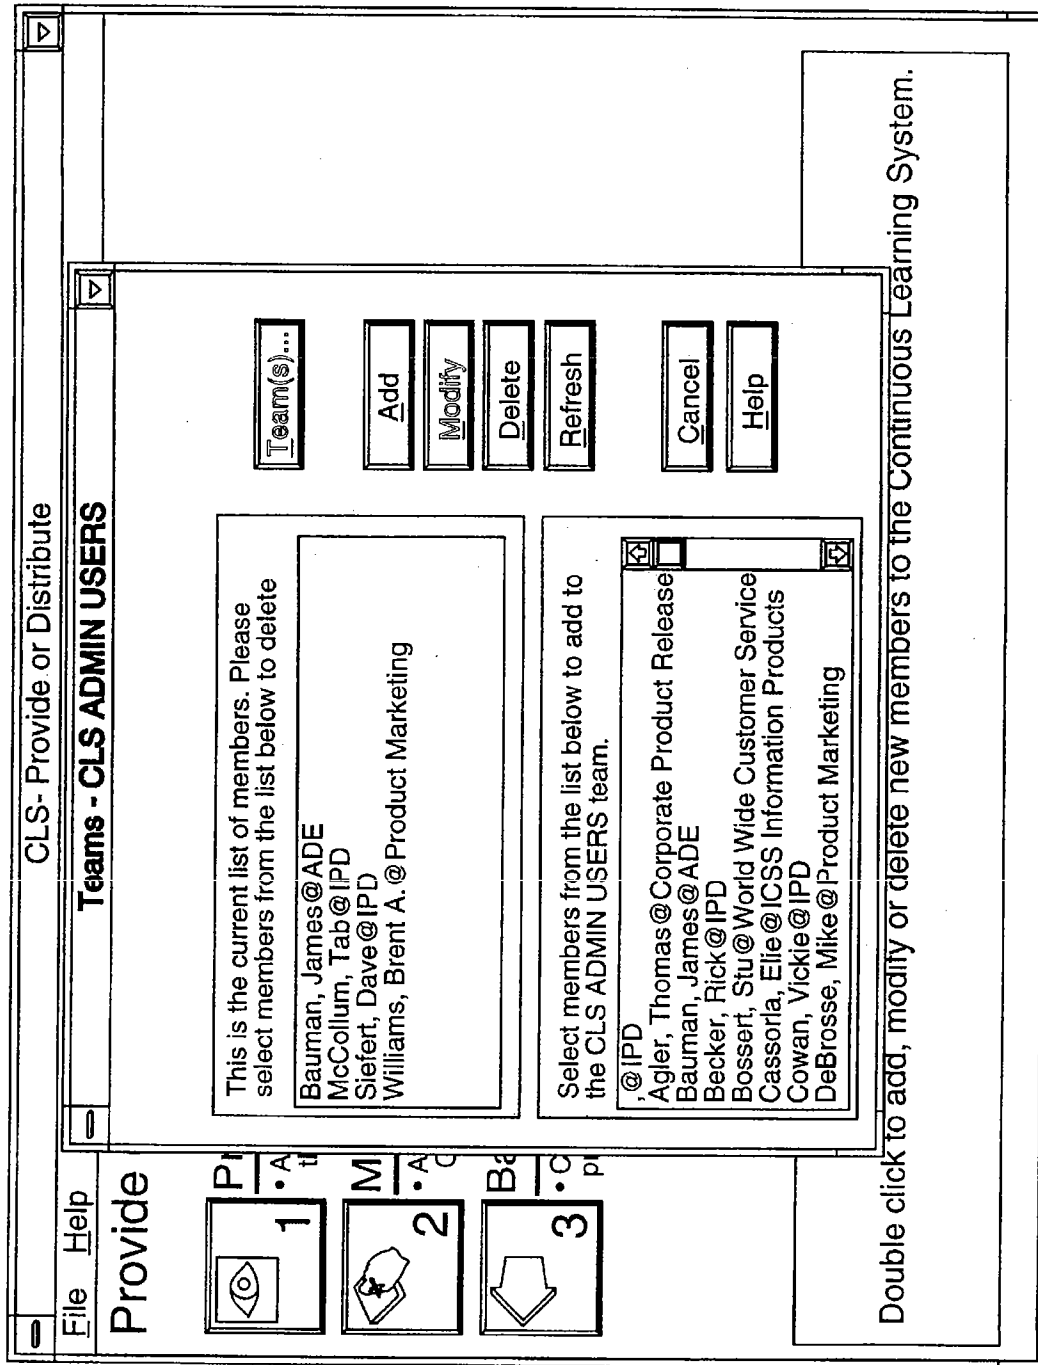 CLS- Provide or Distribute
File Help
Provide
1
Pr
• A
ti
2
M
• A
C
3
Ba
• C
pr
Teams - CLS ADMIN USERS
This is the current list of members. Please
select members from the list below to delete
Bauman, James@ADE
McCollum, Tab@IPD
Siefert, Dave@IPD
Williams, Brent A.@Product Marketing
Select members from the list below to add to
the CLS ADMIN USERS team.
,@IPD
Agler, Thomas@Corporate Product Release
Bauman, James@ADE
Becker, Rick@IPD
Bossert, Stu@World Wide Customer Service
Cassorla, Elie@ICSS Information Products
Cowan, Vickie@IPD
DeBrosse, Mike@Product Marketing
Team(s)...
Add
Modify
Delete
Refresh
Cancel
Help
Double click to add, modify or delete new members to the Continuous Learning System.